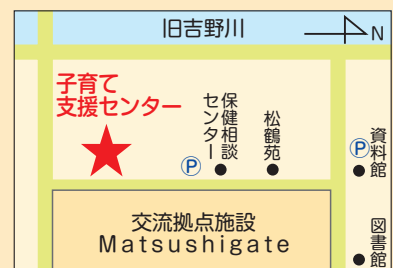 旧吉野川
N
子育て
支援センター
保健相談
センター
松鶴苑
P
P
資料館
交流拠点施設
Matsushigate
図書館